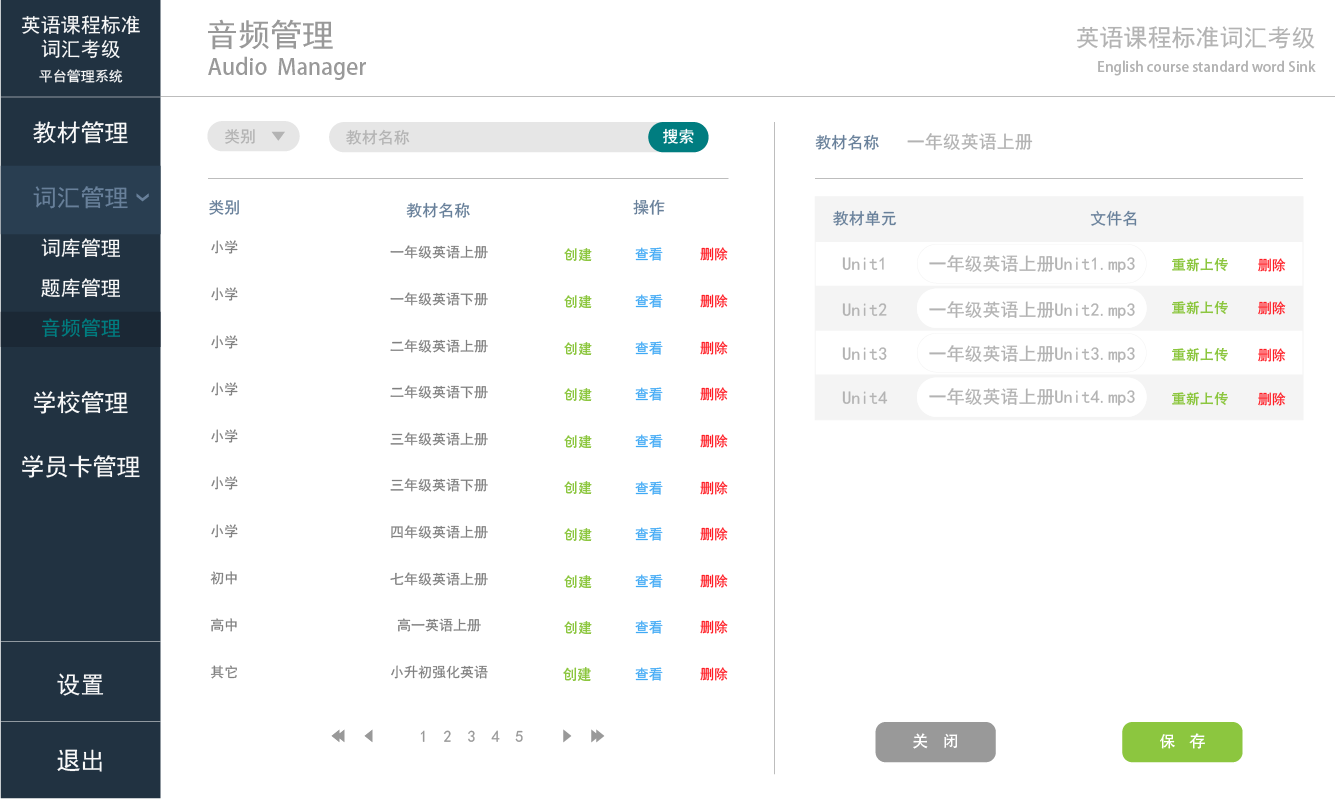 英语课程标准
词汇考级
平台管理系统
教材管理
词汇管理
词库管理
题库管理
音频管理
学校管理
学员卡管理
设置
退出
音频管理
Audio Manager
英语课程标准词汇考级
English course standard word Sink
类别
教材名称
搜索
类别 教材名称 操作
小学 一年级英语上册 创建 查看 删除
小学 一年级英语下册 创建 查看 删除
小学 二年级英语上册 创建 查看 删除
小学 二年级英语下册 创建 查看 删除
小学 三年级英语上册 创建 查看 删除
小学 三年级英语下册 创建 查看 删除
小学 四年级英语上册 创建 查看 删除
初中 七年级英语上册 创建 查看 删除
高中 高一英语上册 创建 查看 删除
其它 小升初强化英语 创建 查看 删除
1 2 3 4 5
教材名称 一年级英语上册
教材单元 文件名
Unit1 一年级英语上册Unit1.mp3 重新上传 删除
Unit2 一年级英语上册Unit2.mp3 重新上传 删除
Unit3 一年级英语上册Unit3.mp3 重新上传 删除
Unit4 一年级英语上册Unit4.mp3 重新上传 删除
关 闭
保 存